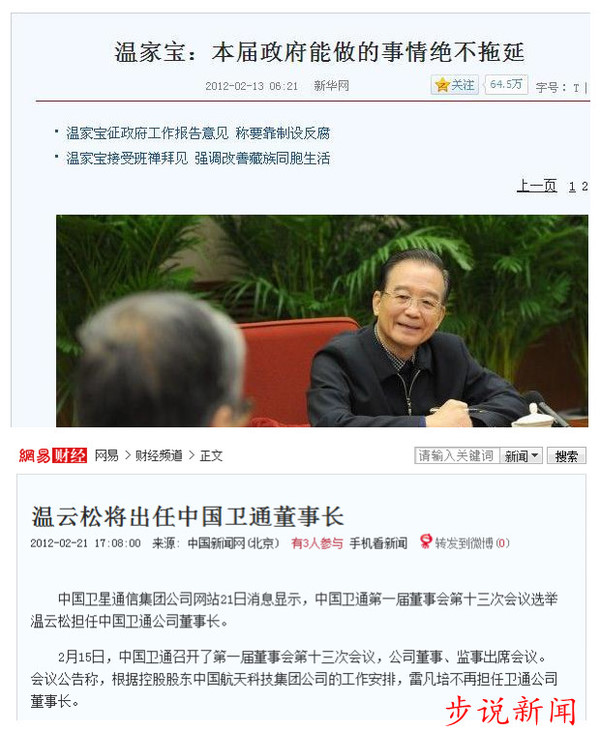 温家宝：本届政府能做的事情绝不拖延
2012-02-13 06:21 新华网 关注 64.5万 字号：T |
· 温家宝征政府工作报告意见 称要靠制设反腐
· 温家宝接受班禅拜见 强调改善藏族同胞生活
上一页 1 2
網易财经 网易 > 财经频道 > 正文 请输入关键词 新闻 搜索
温云松将出任中国卫通董事长
2012-02-21 17:08:00 来源: 中国新闻网(北京) 有3人参与 手机看新闻 转发到微博(0)
中国卫星通信集团公司网站21日消息显示，中国卫通第一届董事会第十三次会议选举
温云松担任中国卫通公司董事长。
2月15日，中国卫通召开了第一届董事会第十三次会议，公司董事、监事出席会议。
会议公告称，根据控股股东中国航天科技集团公司的工作安排，雷凡培不再担任卫通公司
董事长。
步说新闻